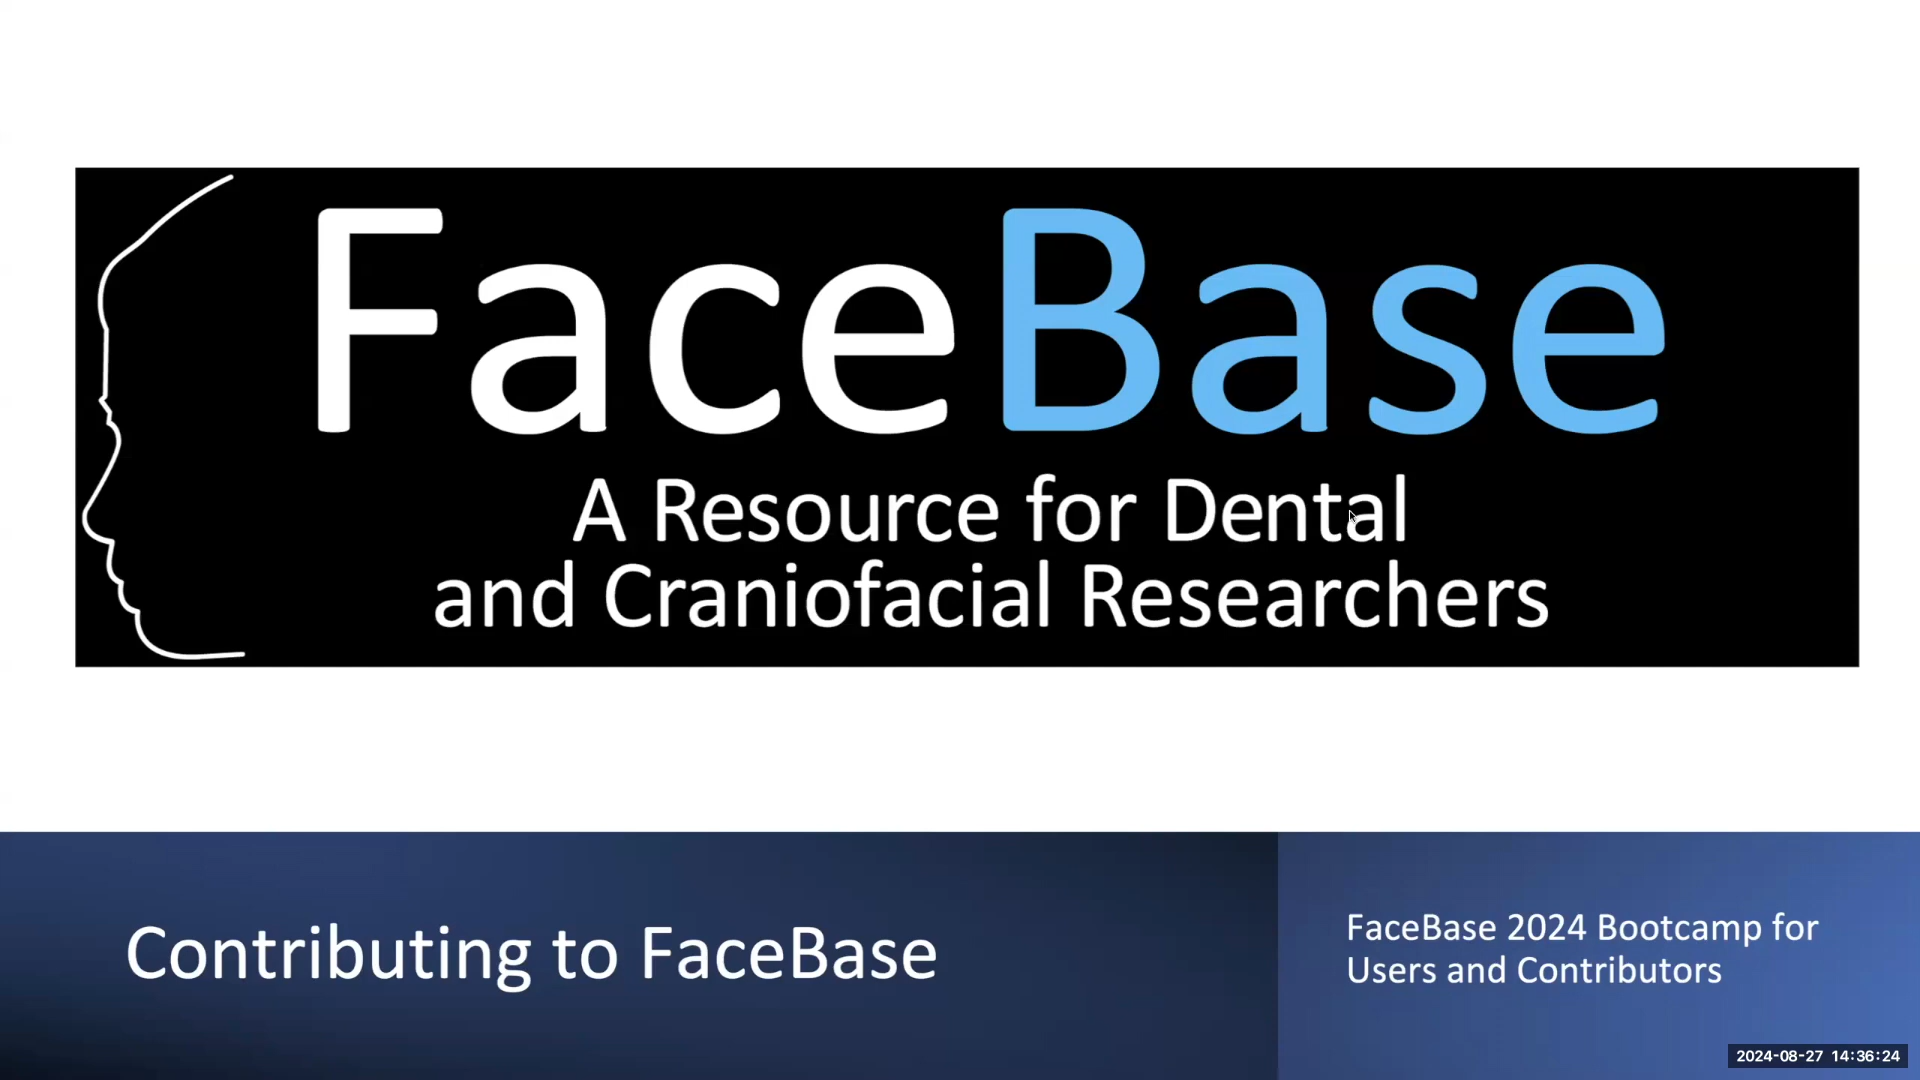 FaceBase
A Resource for Dental
and Craniofacial Researchers
Contributing to FaceBase
FaceBase 2024 Bootcamp for
Users and Contributors
2024-08-27 14:36:24